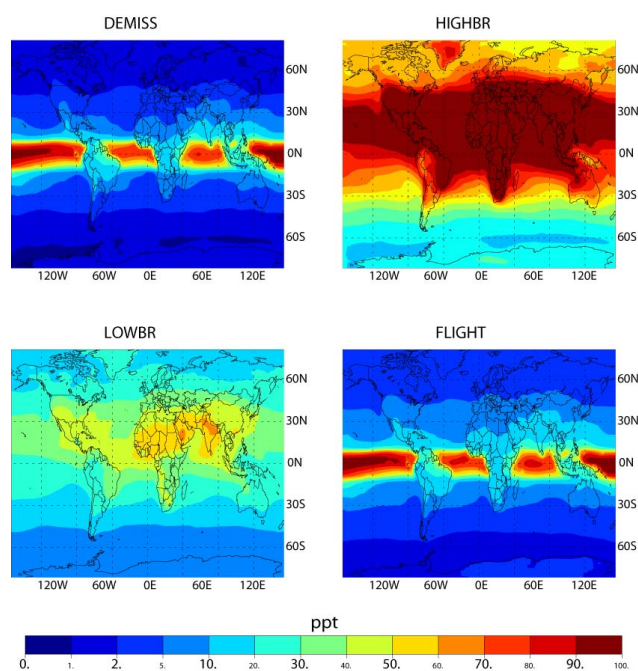 DEMISS
HIGHBR
60N
30N
0N
30S
60S
60N
30N
0N
30S
60S
120W 60W 0E 60E 120E
120W 60W 0E 60E 120E
LOWBR
FLIGHT
60N
30N
0N
30S
60S
60N
30N
0N
30S
60S
120W 60W 0E 60E 120E
120W 60W 0E 60E 120E
ppt
0. 1. 2. 5. 10. 20. 30. 40. 50. 60. 70. 80. 90. 100.